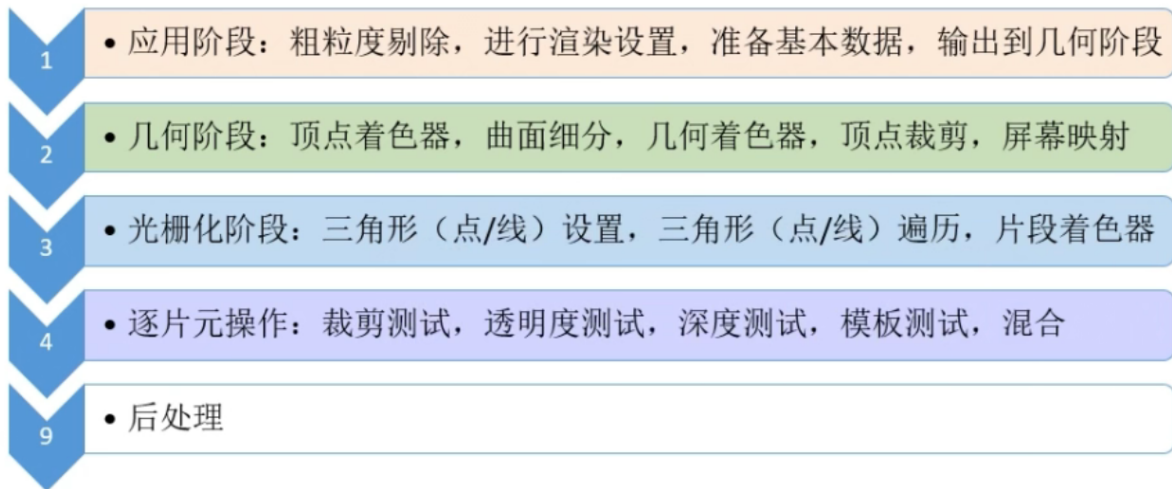 1
• 应用阶段：粗粒度剔除，进行渲染设置，准备基本数据，输出到几何阶段
2
• 几何阶段：顶点着色器，曲面细分，几何着色器，顶点裁剪，屏幕映射
3
• 光栅化阶段：三角形（点/线）设置，三角形（点/线）遍历，片段着色器
4
• 逐片元操作：裁剪测试，透明度测试，深度测试，模板测试，混合
9
• 后处理